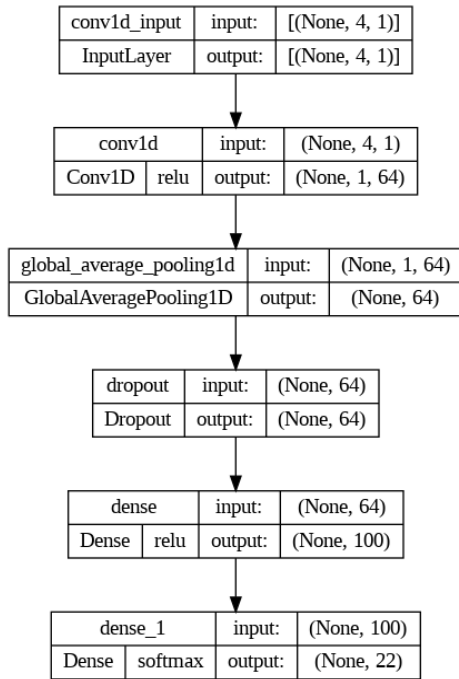 conv1d_input input: [(None, 4, 1)]
InputLayer output: [(None, 4, 1)]
conv1d input: (None, 4, 1)
Conv1D relu output: (None, 1, 64)
global_average_pooling1d input: (None, 1, 64)
GlobalAveragePooling1D output: (None, 64)
dropout input: (None, 64)
Dropout output: (None, 64)
dense input: (None, 64)
Dense relu output: (None, 100)
dense_1 input: (None, 100)
Dense softmax output: (None, 22)